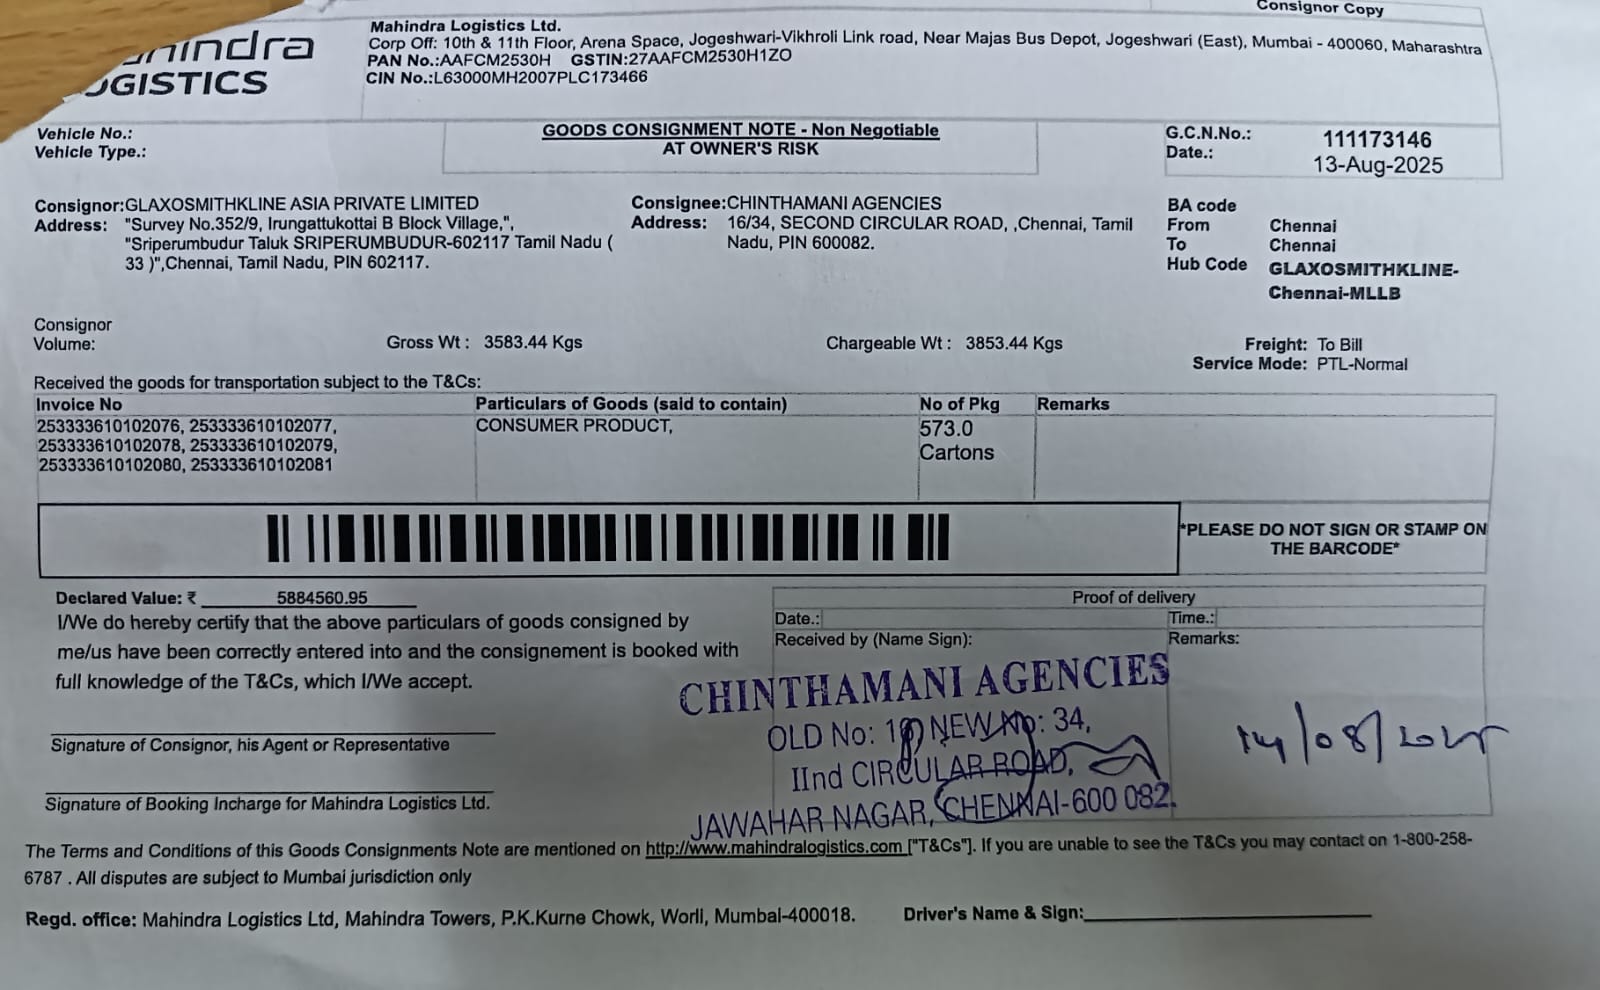 Consignor Copy
LOGISTICS
Mahindra Logistics Ltd.
Corp Off: 10th & 11th Floor, Arena Space, Jogeshwari-Vikhroli Link road, Near Majas Bus Depot, Jogeshwari (East), Mumbai - 400060, Maharashtra
PAN No.:AAFCM2530H GSTIN:27AAFCM2530H1ZO
CIN No.:L63000MH2007PLC173466
Vehicle No.:
Vehicle Type.:
GOODS CONSIGNMENT NOTE - Non Negotiable
AT OWNER'S RISK
G.C.N.No.: 111173146
Date.: 13-Aug-2025
Consignor:GLAXOSMITHKLINE ASIA PRIVATE LIMITED
Address: "Survey No.352/9, Irungattukottai B Block Village,",
"Sriperumbudur Taluk SRIPERUMBUDUR-602117 Tamil Nadu (
33 )",Chennai, Tamil Nadu, PIN 602117.
Consignee:CHINTHAMANI AGENCIES
Address: 16/34, SECOND CIRCULAR ROAD, ,Chennai, Tamil
Nadu, PIN 600082.
BA code
From Chennai
To Chennai
Hub Code GLAXOSMITHKLINE-
Chennai-MLLB
Consignor
Volume:
Gross Wt : 3583.44 Kgs
Chargeable Wt : 3853.44 Kgs
Freight: To Bill
Service Mode: PTL-Normal
Received the goods for transportation subject to the T&Cs:
Invoice No Particulars of Goods (said to contain) No of Pkg Remarks
253333610102076, 253333610102077, CONSUMER PRODUCT, 573.0
253333610102078, 253333610102079, Cartons
253333610102080, 253333610102081
*PLEASE DO NOT SIGN OR STAMP ON
THE BARCODE*
Declared Value: ₹ 5884560.95
I/We do hereby certify that the above particulars of goods consigned by
me/us have been correctly entered into and the consignement is booked with
full knowledge of the T&Cs, which I/We accept.
Signature of Consignor, his Agent or Representative
Signature of Booking Incharge for Mahindra Logistics Ltd.
Proof of delivery
Date.: Time.:
Received by (Name Sign): Remarks:
CHINTHAMANI AGENCIES
OLD No: NEW No: 34,
IInd CIRCULAR ROAD,
JAWAHAR NAGAR, CHENNAI-600 082.
14/08/2025
The Terms and Conditions of this Goods Consignments Note are mentioned on http://www.mahindralogistics.com ["T&Cs"]. If you are unable to see the T&Cs you may contact on 1-800-258-
6787 . All disputes are subject to Mumbai jurisdiction only
Regd. office: Mahindra Logistics Ltd, Mahindra Towers, P.K.Kurne Chowk, Worli, Mumbai-400018.
Driver's Name & Sign: